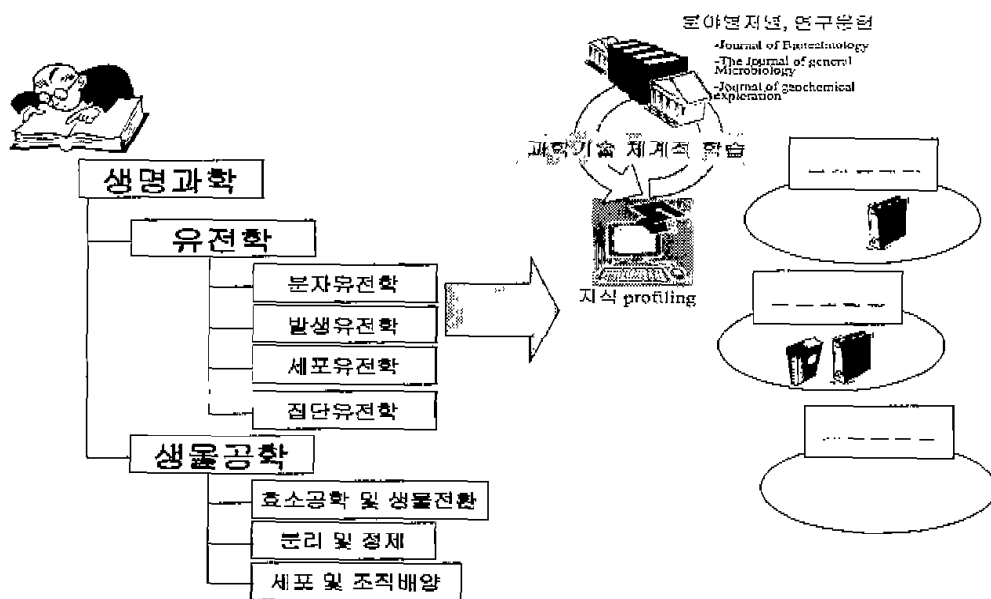 분야별저널, 연구문헌
-Journal of Biotechnology
-The Journal of general
Microbiology
-Journal of geochemical
exploration
과학기술 체계적 학습
지식 profiling
생명과학
유전학
분자유전학
발생유전학
세포유전학
집단유전학
생물공학
효소공학 및 생물전환
분리 및 정제
세포 및 조직배양